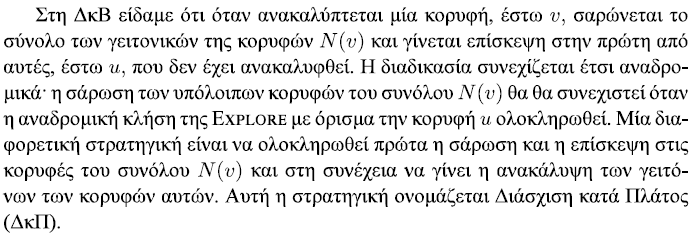 Στη ΔκΒ είδαμε ότι όταν ανακαλύπτεται μία κορυφή, έστω v, σαρώνεται το
σύνολο των γειτονικών της κορυφών N(v) και γίνεται επίσκεψη στην πρώτη από
αυτές, έστω u, που δεν έχει ανακαλυφθεί. Η διαδικασία συνεχίζεται έτσι αναδρο-
μικά· η σάρωση των υπόλοιπων κορυφών του συνόλου N(v) θα θα συνεχιστεί όταν
η αναδρομική κλήση της EXPLORE με όρισμα την κορυφή u ολοκληρωθεί. Μία δια-
φορετική στρατηγική είναι να ολοκληρωθεί πρώτα η σάρωση και η επίσκεψη στις
κορυφές του συνόλου N(v) και στη συνέχεια να γίνει η ανακάλυψη των γειτό-
νων των κορυφών αυτών. Αυτή η στρατηγική ονομάζεται Διάσχιση κατά Πλάτος
(ΔκΠ).